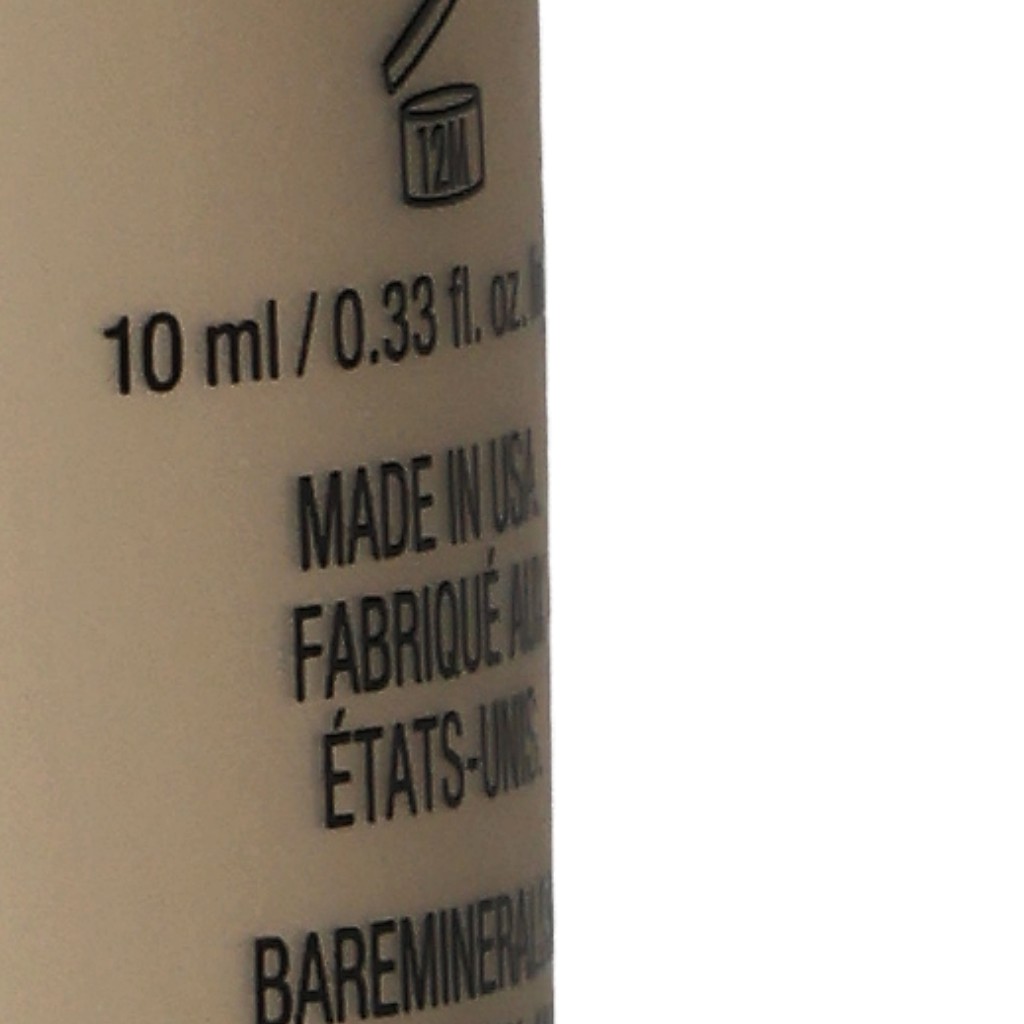 12M
10 ml / 0.33 fl. oz.
MADE IN USA.
FABRIQUÉ AUX
ÉTATS-UNIS.
BAREMINERALS